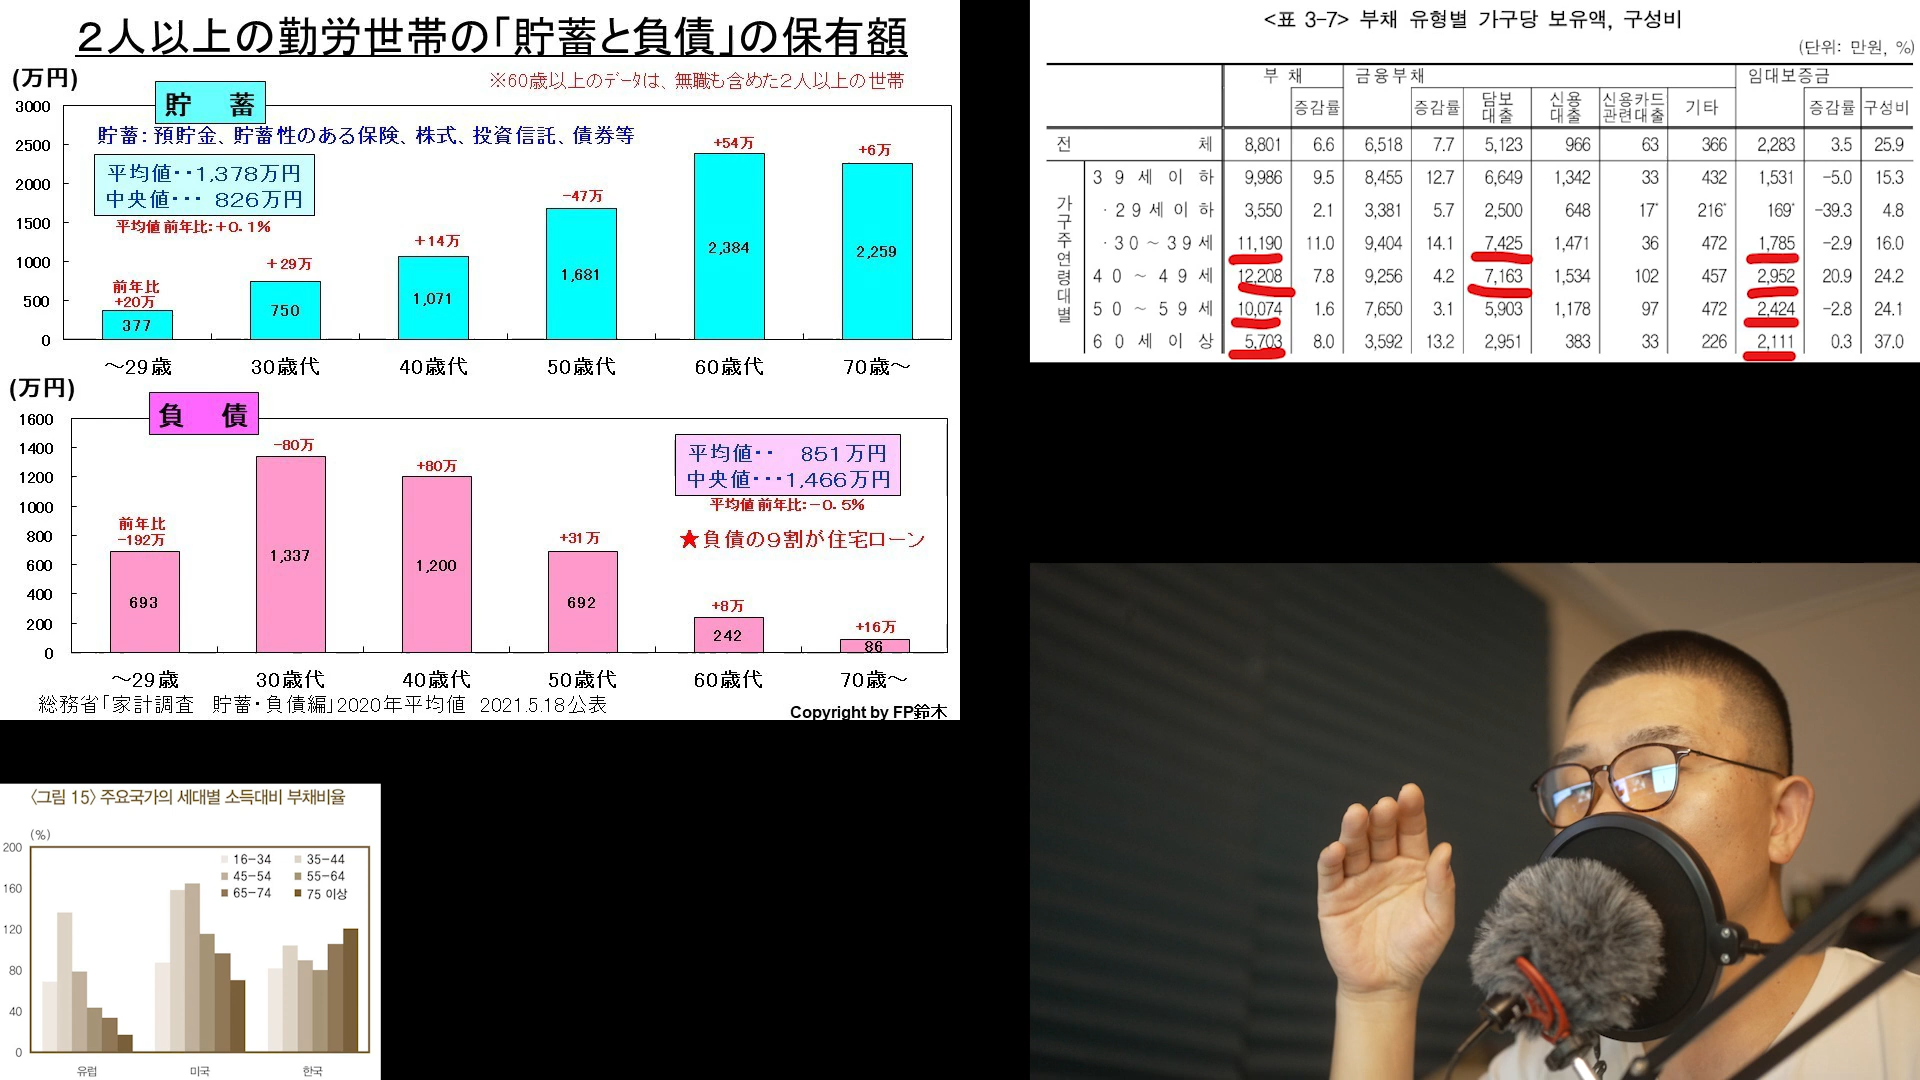 ２人以上の勤労世帯の｢貯蓄と負債｣の保有額
(万円)
※60歳以上のﾃﾞｰﾀは、無職も含めた２人以上の世帯
貯　蓄
貯蓄：預貯金、貯蓄性のある保険、株式、投資信託、債券等
平均値･･1,378万円
中央値･･･ 826万円
平均値 前年比:＋0.1%
3000
2500
2000
1500
1000
500
0
前年比
+20万
+29万
+14万
-47万
+54万
+6万
377
750
1,071
1,681
2,384
2,259
～29歳
30歳代
40歳代
50歳代
60歳代
70歳～
(万円)
負　債
平均値･･ 851万円
中央値･･･1,466万円
平均値 前年比:－0.5%
★負債の9割が住宅ローン
1600
1400
1200
1000
800
600
400
200
0
前年比
-192万
-80万
+80万
+31万
+8万
+16万
693
1,337
1,200
692
242
86
～29歳
30歳代
40歳代
50歳代
60歳代
70歳～
総務省｢家計調査　貯蓄･負債編｣2020年平均値　2021.5.18公表
Copyright by FP鈴木
<표 3-7> 부채 유형별 가구당 보유액, 구성비
(단위: 만원, %)
부 채 금융부채 임대보증금
증감률 증감률 담보대출 신용대출 신용카드관련대출 기타 증감률 구성비
전 체 8,801 6.6 6,518 7.7 5,123 966 63 366 2,283 3.5 25.9
가구주연령대별
39세이하 9,986 9.5 8,455 12.7 6,649 1,342 33 432 1,531 -5.0 15.3
·29세이하 3,550 2.1 3,381 5.7 2,500 648 17* 216* 169* -39.3 4.8
·30~39세 11,190 11.0 9,404 14.1 7,425 1,471 36 472 1,785 -2.9 16.0
40~49세 12,208 7.8 9,256 4.2 7,163 1,534 102 457 2,952 20.9 24.2
50~59세 10,074 1.6 7,650 3.1 5,903 1,178 97 472 2,424 -2.8 24.1
60세이상 5,703 8.0 3,592 13.2 2,951 383 33 226 2,111 0.3 37.0
〈그림 15〉 주요국가의 세대별 소득대비 부채비율
(%)
200
160
120
80
40
0
16-34 35-44
45-54 55-64
65-74 75 이상
유럽 미국 한국